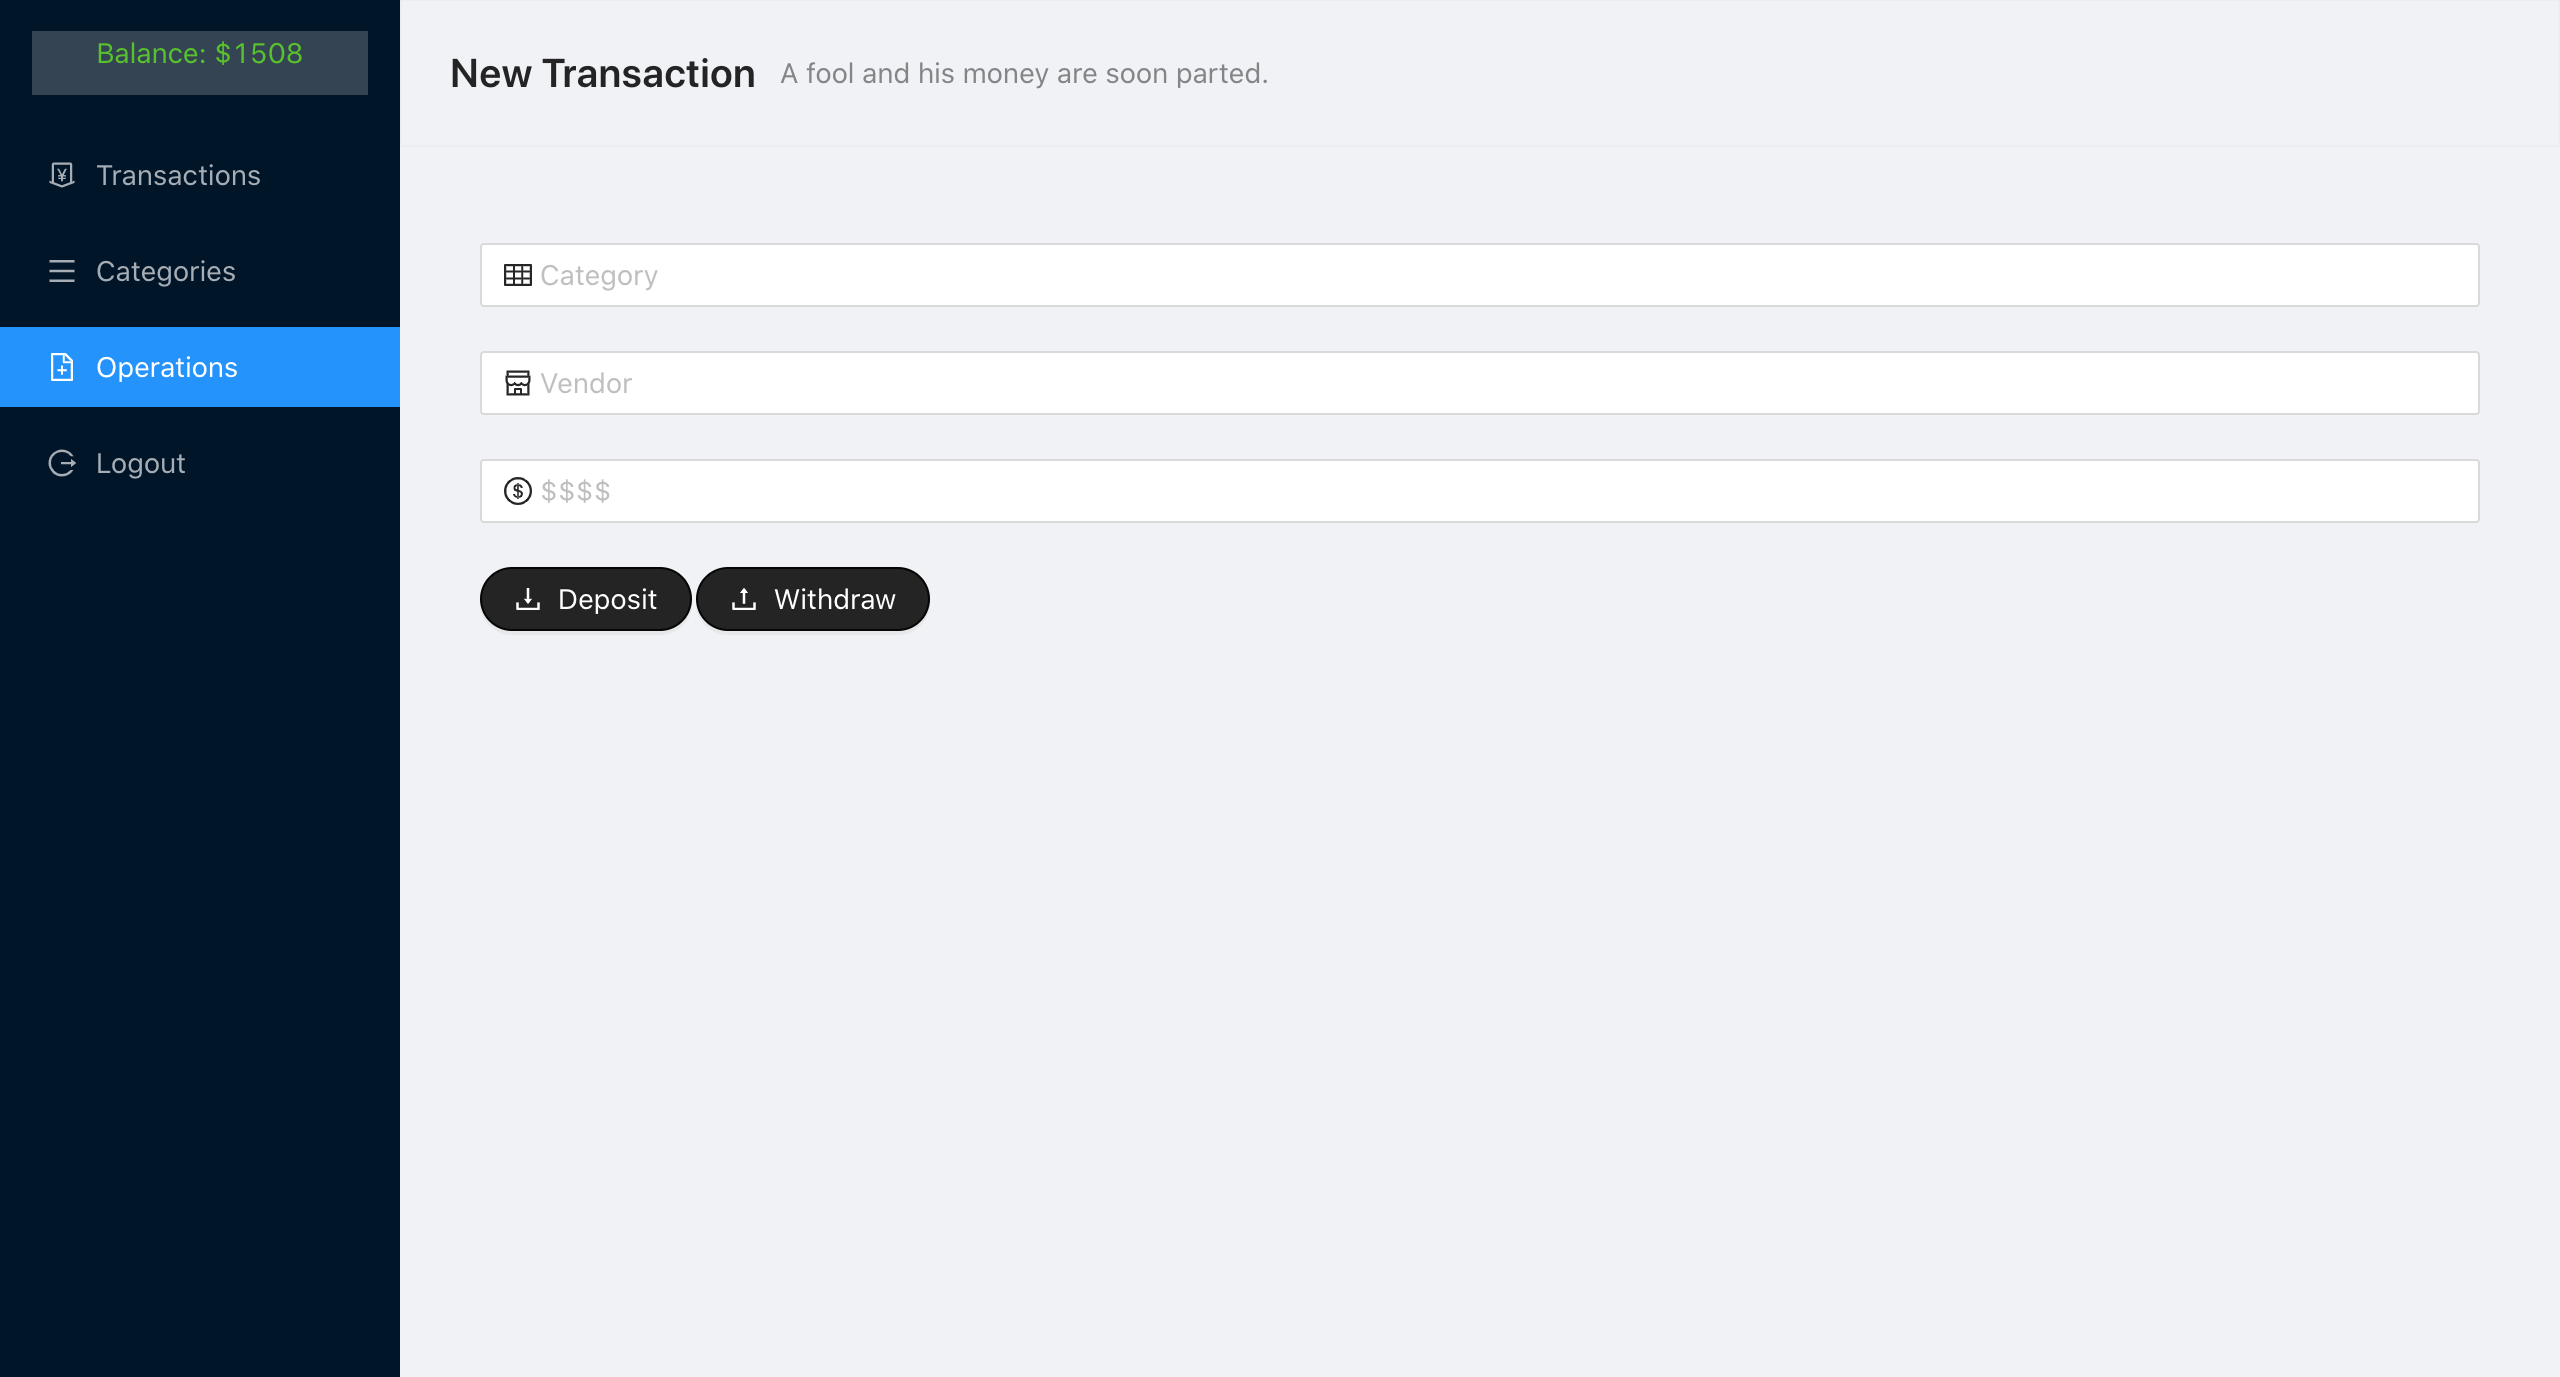 Balance: $1508
Transactions
Categories
Operations
Logout
New Transaction A fool and his money are soon parted.
Category
Vendor
$$$$
Deposit Withdraw